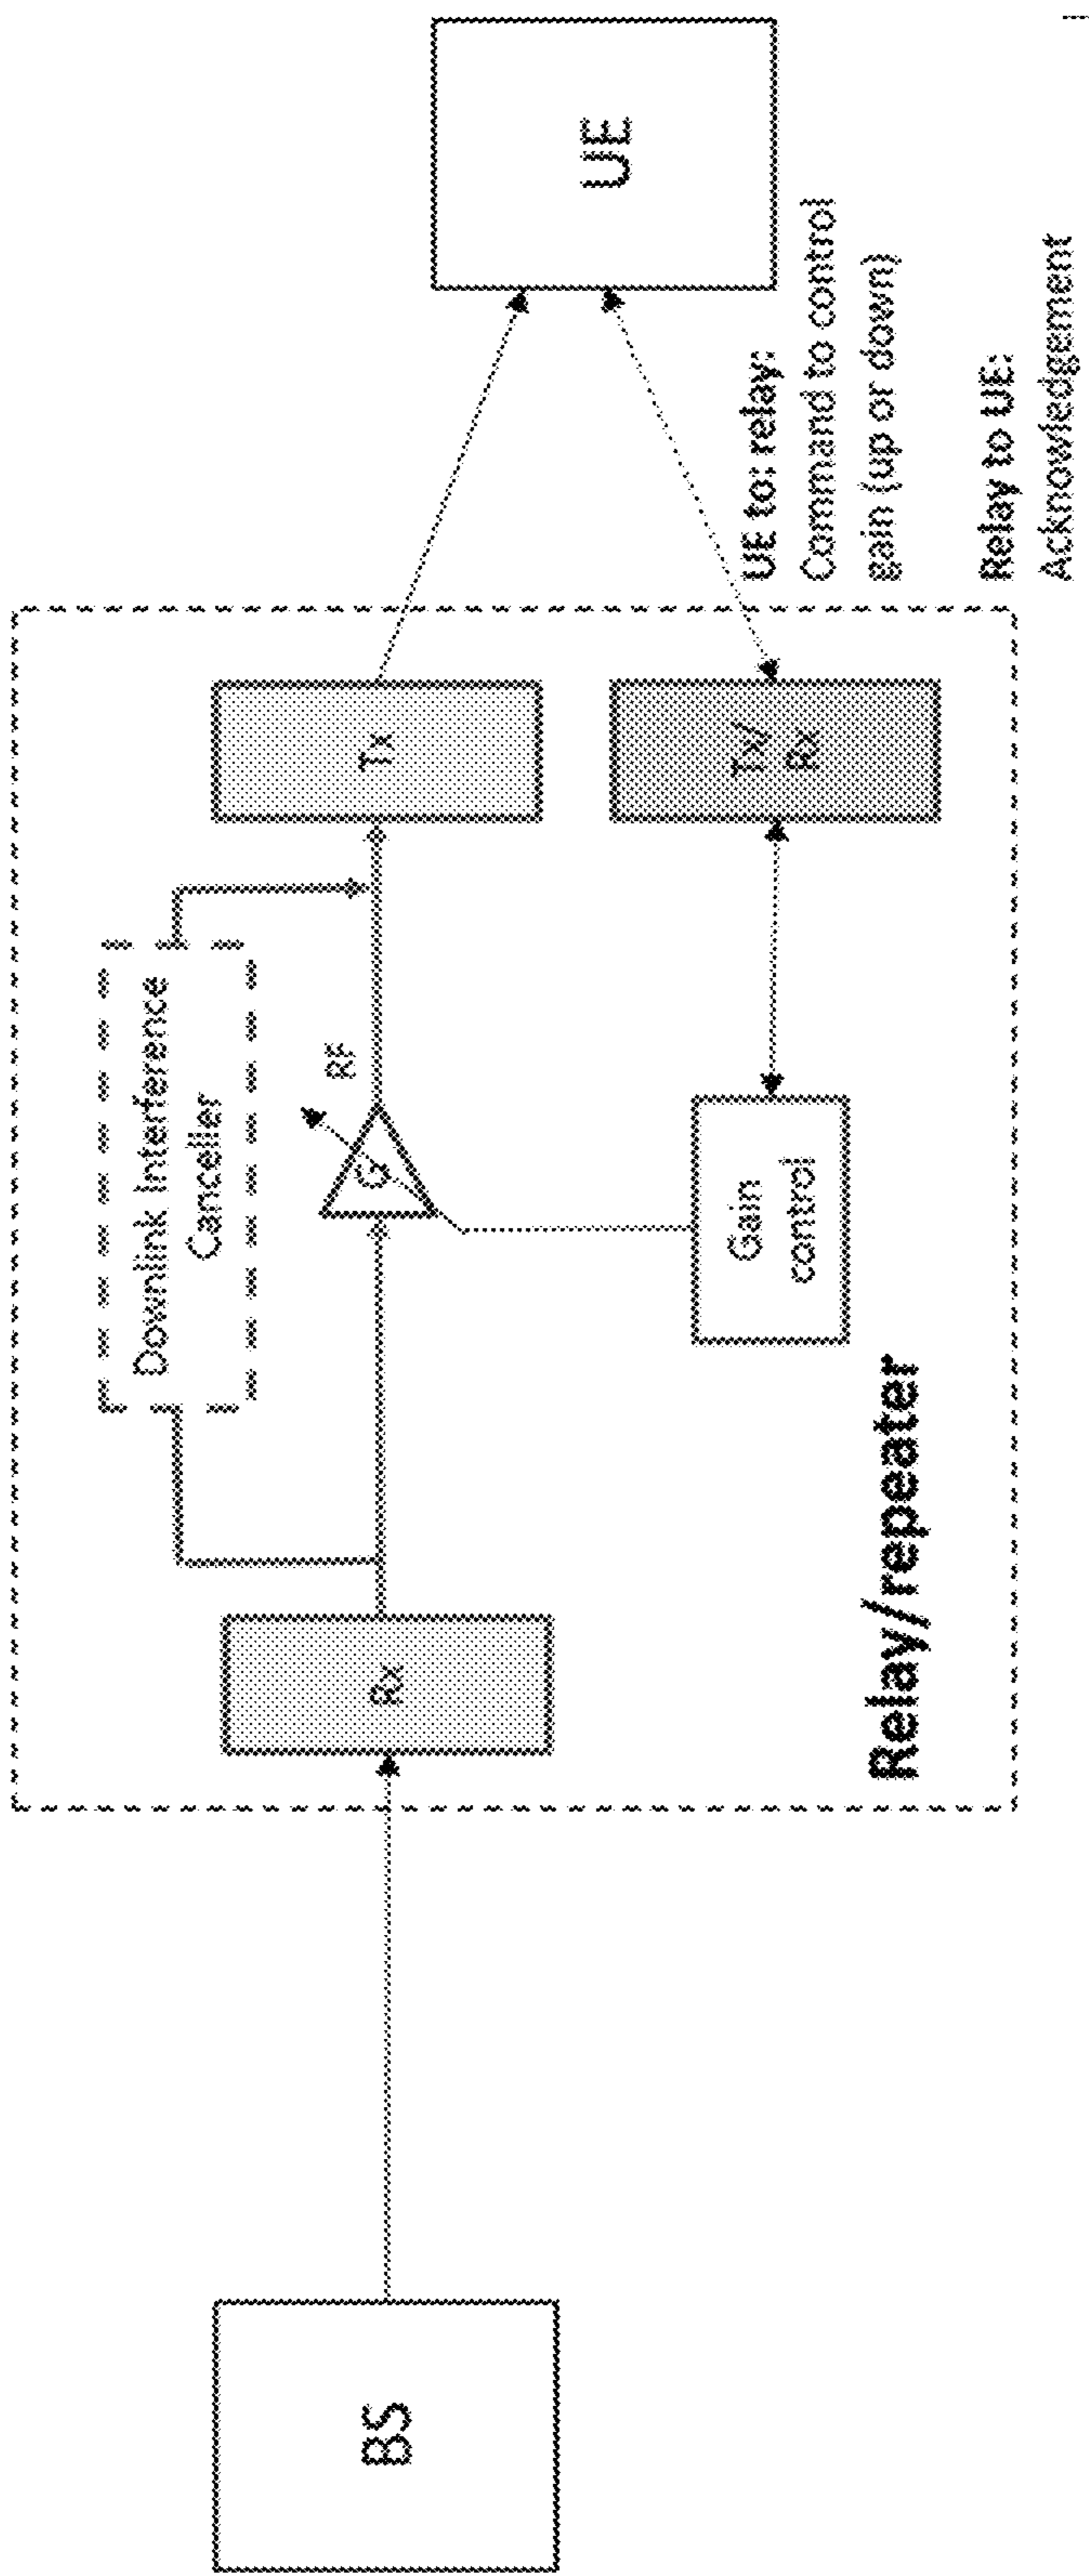 BS
Relay/repeater
Rx
Downlink Interference
Canceller
G
RF
Gain
control
Tx
Tx/
Rx
UE to: relay:
Command to control
gain (up or down)
Relay to UE:
Acknowledgement
UE